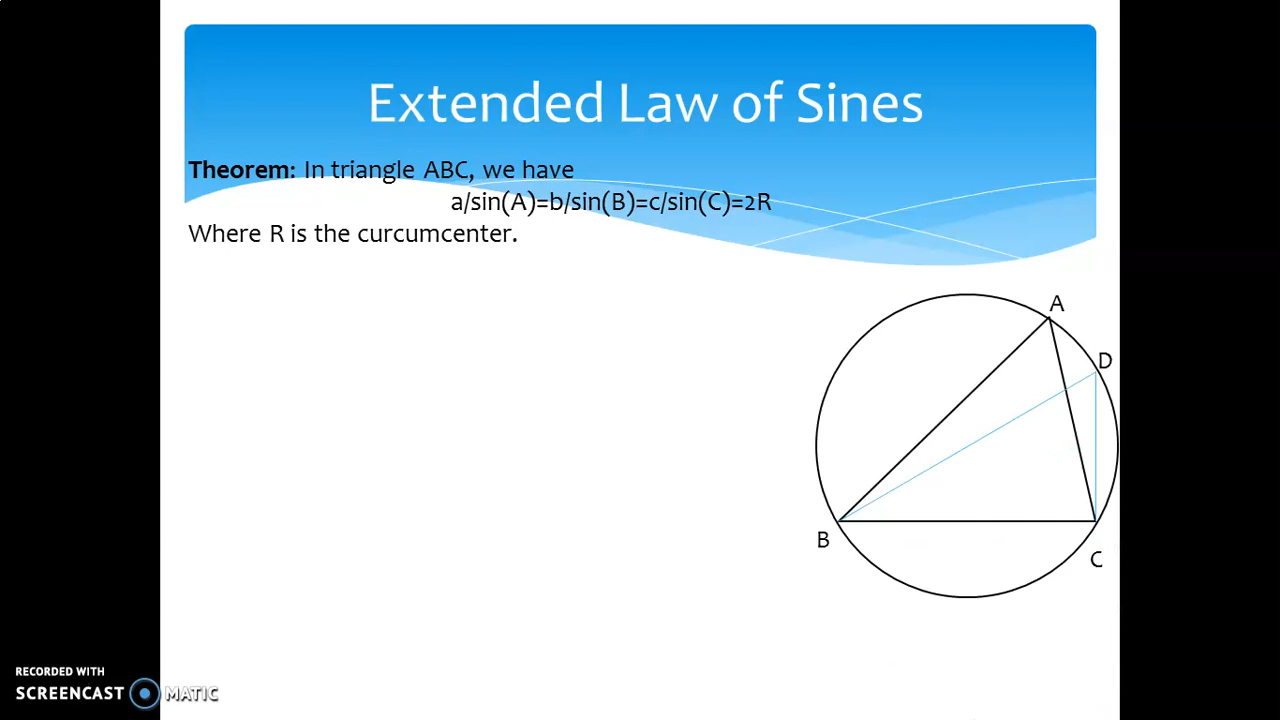 Extended Law of Sines
Theorem: In triangle ABC, we have
a/sin(A)=b/sin(B)=c/sin(C)=2R
Where R is the curcumcenter.
A
D
B
C
RECORDED WITH
SCREENCAST MATIC